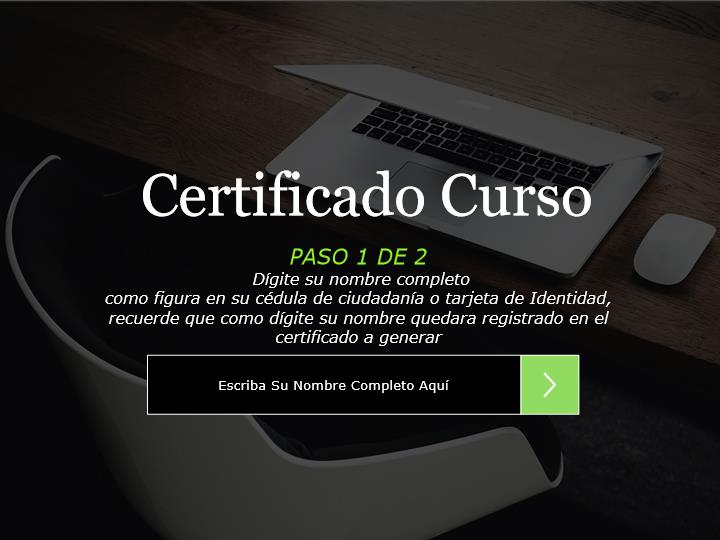 Certificado Curso
PASO 1 DE 2
Dígite su nombre completo
como figura en su cédula de ciudadanía o tarjeta de Identidad,
recuerde que como dígite su nombre quedara registrado en el
certificado a generar
Escriba Su Nombre Completo Aquí